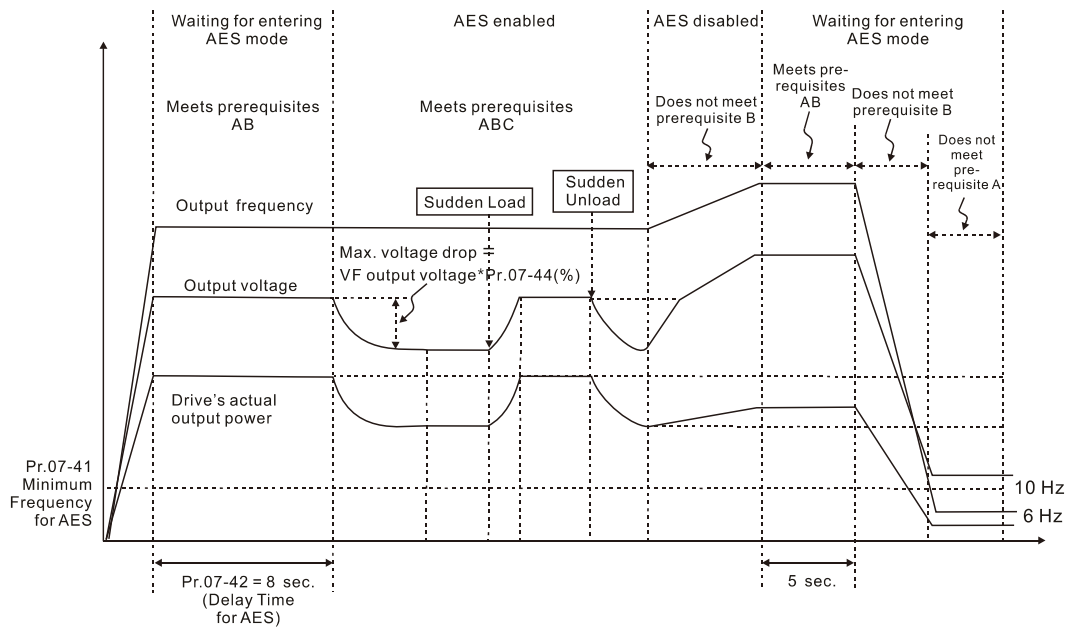 Waiting for entering
AES mode
AES enabled
AES disabled
Waiting for entering
AES mode
Meets prerequisites
AB
Meets prerequisites
ABC
Does not meet
prerequisite B
Meets pre-
requisites
AB
Does not meet
prerequisite B
Does not
meet
pre-
requisite A
Output frequency
Sudden Load
Sudden
Unload
Max. voltage drop =
VF output voltage*Pr.07-44(%)
Output voltage
Drive's actual
output power
Pr.07-41
Minimum
Frequency
for AES
10 Hz
6 Hz
Pr.07-42 = 8 sec.
(Delay Time
for AES)
5 sec.